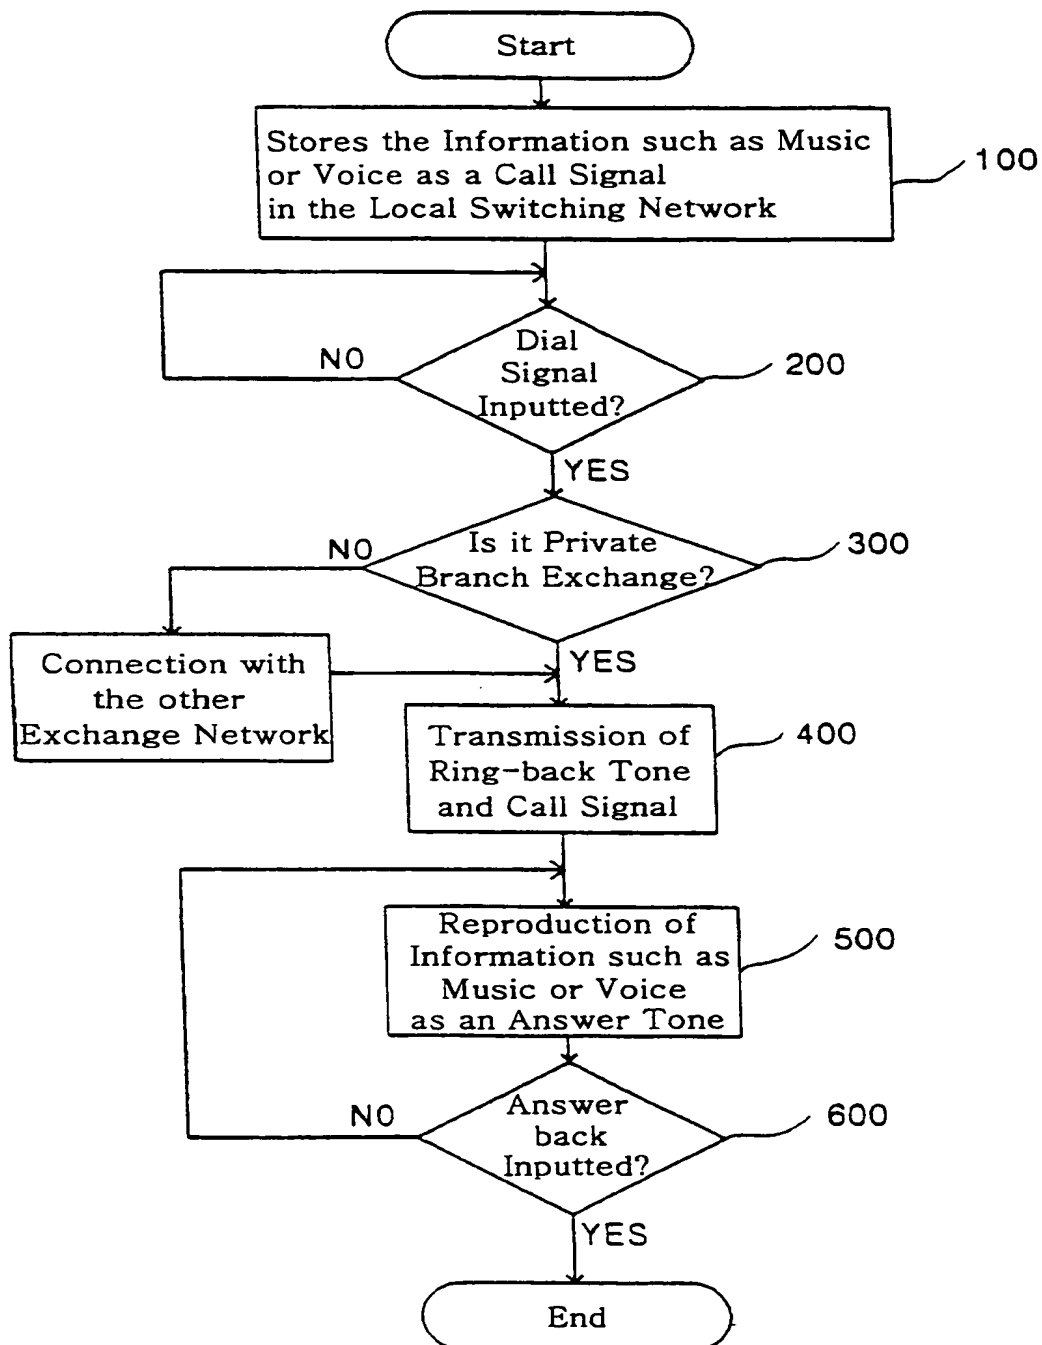 Start
Stores the Information such as Music
or Voice as a Call Signal
in the Local Switching Network
100
Dial
Signal
Inputted?
200
NO
YES
Is it Private
Branch Exchange?
300
NO
YES
Connection with
the other
Exchange Network
Transmission of
Ring-back Tone
and Call Signal
400
Reproduction of
Information such as
Music or Voice
as an Answer Tone
500
Answer
back
Inputted?
600
NO
YES
End